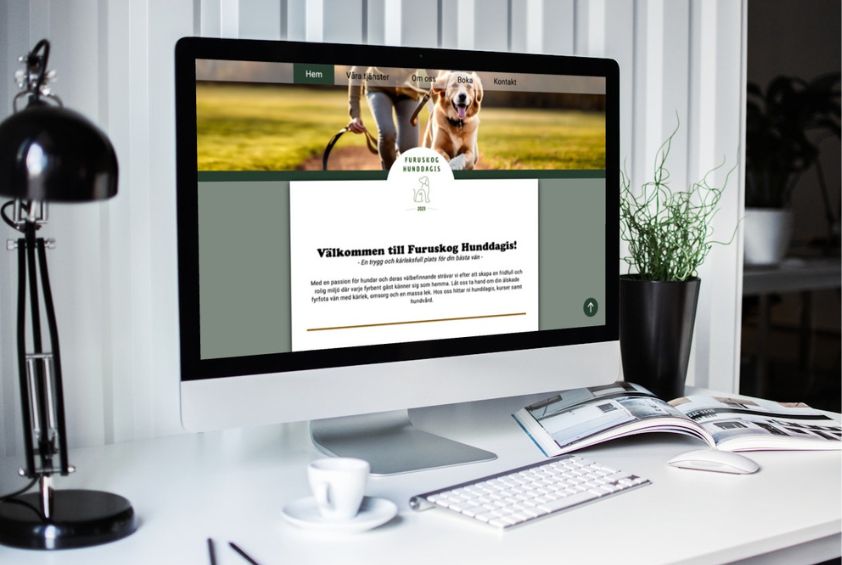 Hem Våra tjänster Om oss Boka Kontakt
FURUSKOG
HUNDDAGIS
2021
Välkommen till Furuskog Hunddagis!
- En trygg och kärleksfull plats för din bästa vän -
Med en passion för hundar och deras välbefinnande strävar vi efter att skapa en fridfull och
rolig miljö där varje fyrbent gäst känner sig som hemma. Låt oss ta hand om din älskade
fyrfota vän med kärlek, omsorg och en massa lek. Hos oss hittar ni hunddagis, kurser samt
hundvård.